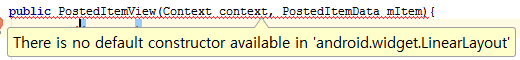 public PostedItemView(Context context, PostedItemData mItem){
There is no default constructor available in 'android.widget.LinearLayout'